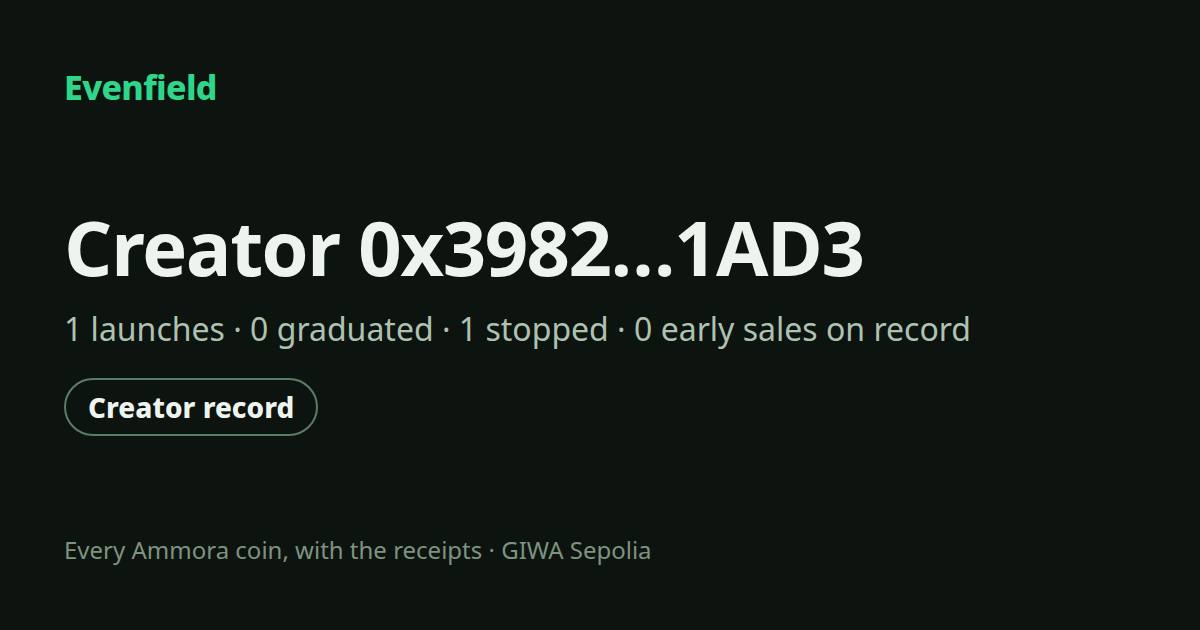 Evenfield
Creator 0x3982…1AD3
1 launches · 0 graduated · 1 stopped · 0 early sales on record
Creator record
Every Ammora coin, with the receipts · GIWA Sepolia